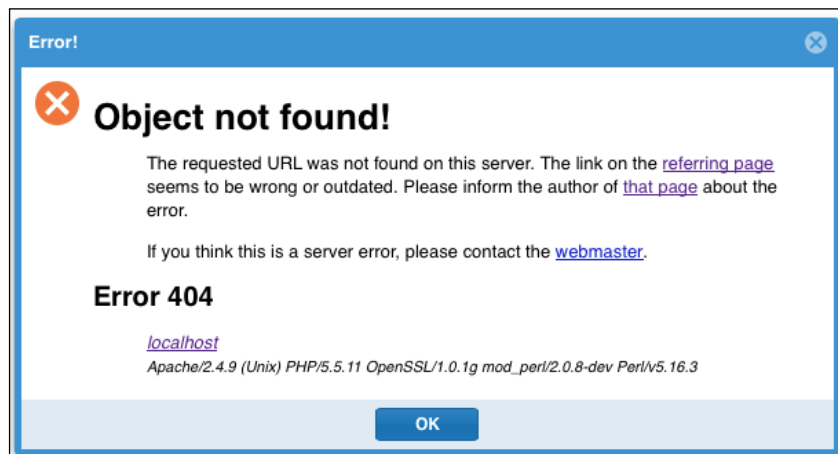 Error!
Object not found!
The requested URL was not found on this server. The link on the referring page
seems to be wrong or outdated. Please inform the author of that page about the
error.
If you think this is a server error, please contact the webmaster.
Error 404
localhost
Apache/2.4.9 (Unix) PHP/5.5.11 OpenSSL/1.0.1g mod_perl/2.0.8-dev Perl/v5.16.3
OK